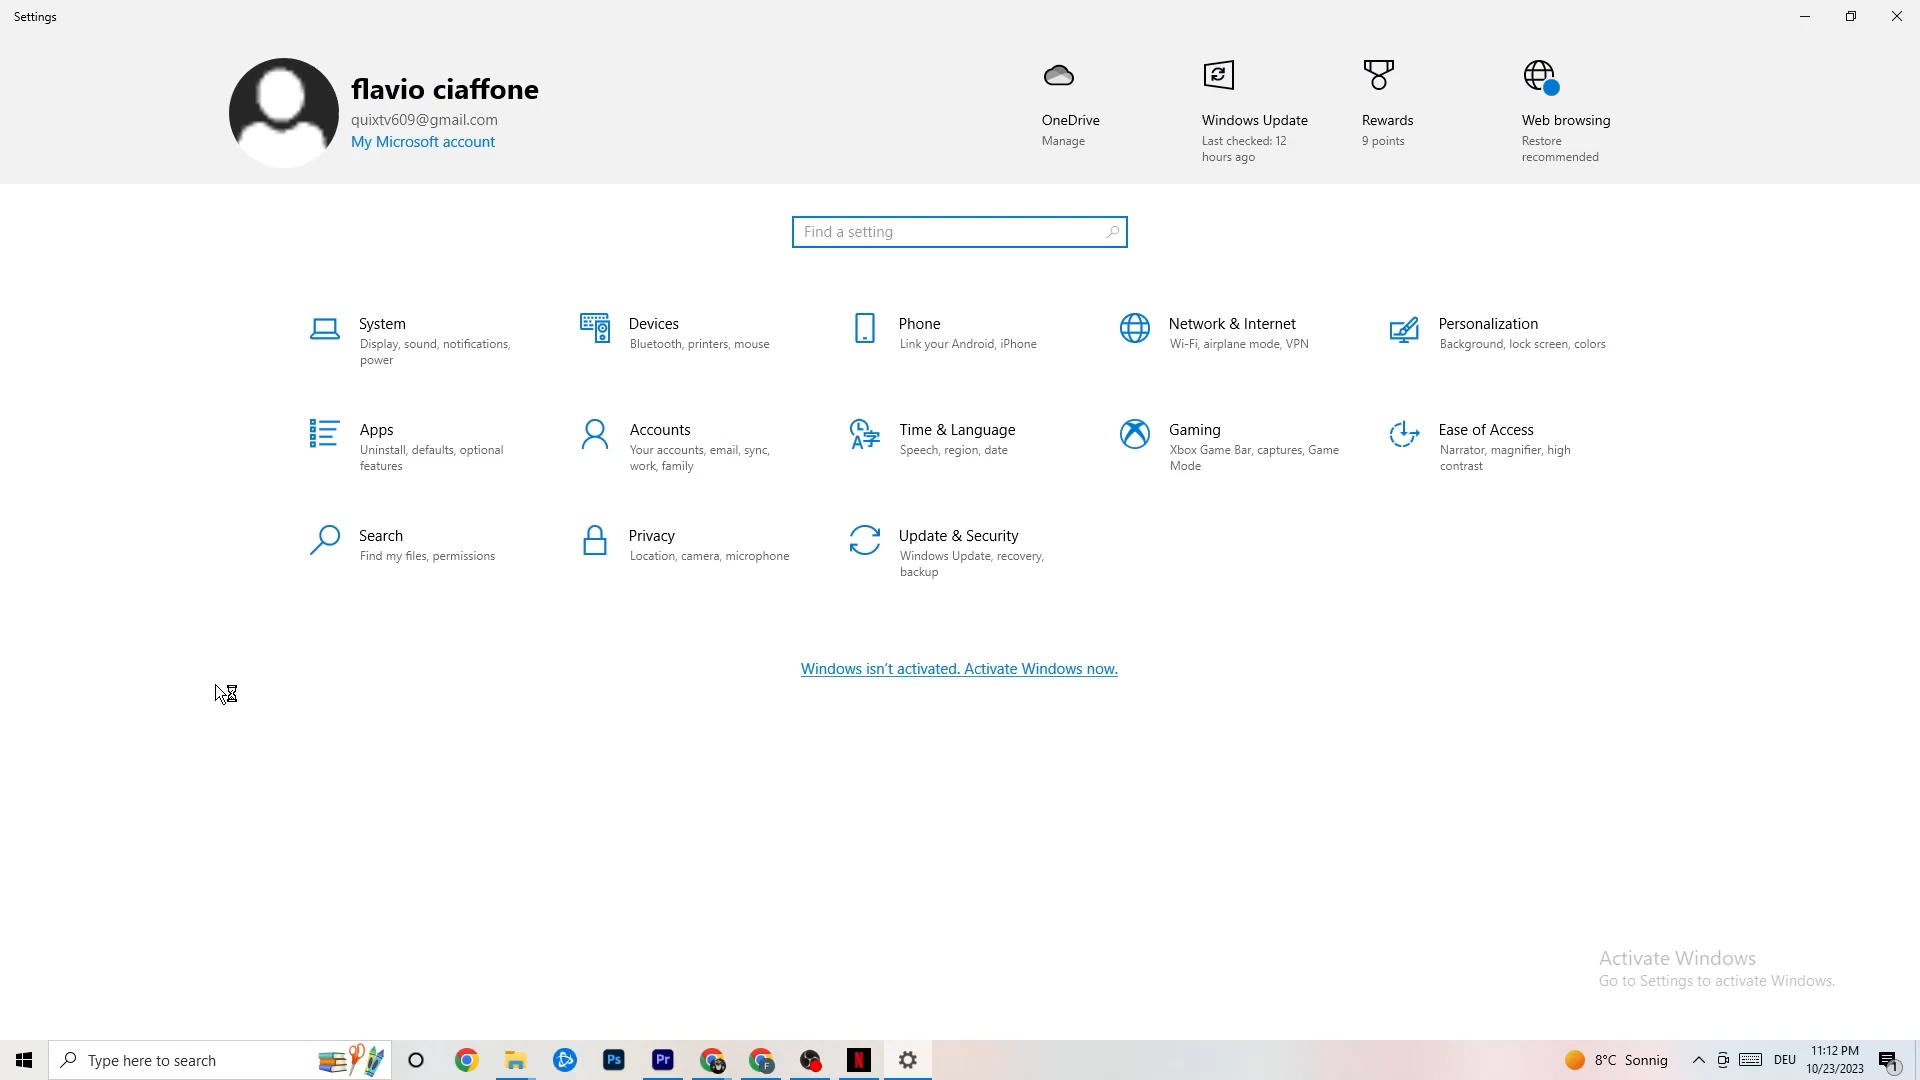 Settings
flavio ciaffone
quixtv609@gmail.com
My Microsoft account
OneDrive
Manage
Windows Update
Last checked: 12
hours ago
Rewards
9 points
Web browsing
Restore
recommended
Find a setting
System
Display, sound, notifications,
power
Devices
Bluetooth, printers, mouse
Phone
Link your Android, iPhone
Network & Internet
Wi-Fi, airplane mode, VPN
Personalization
Background, lock screen, colors
Apps
Uninstall, defaults, optional
features
Accounts
Your accounts, email, sync,
work, family
Time & Language
Speech, region, date
Gaming
Xbox Game Bar, captures, Game
Mode
Ease of Access
Narrator, magnifier, high
contrast
Search
Find my files, permissions
Privacy
Location, camera, microphone
Update & Security
Windows Update, recovery,
backup
Windows isn't activated. Activate Windows now.
Activate Windows
Go to Settings to activate Windows.
Type here to search
Ps
Pr
F
N
8°C Sonnig
DEU
11:12 PM
10/23/2023
1